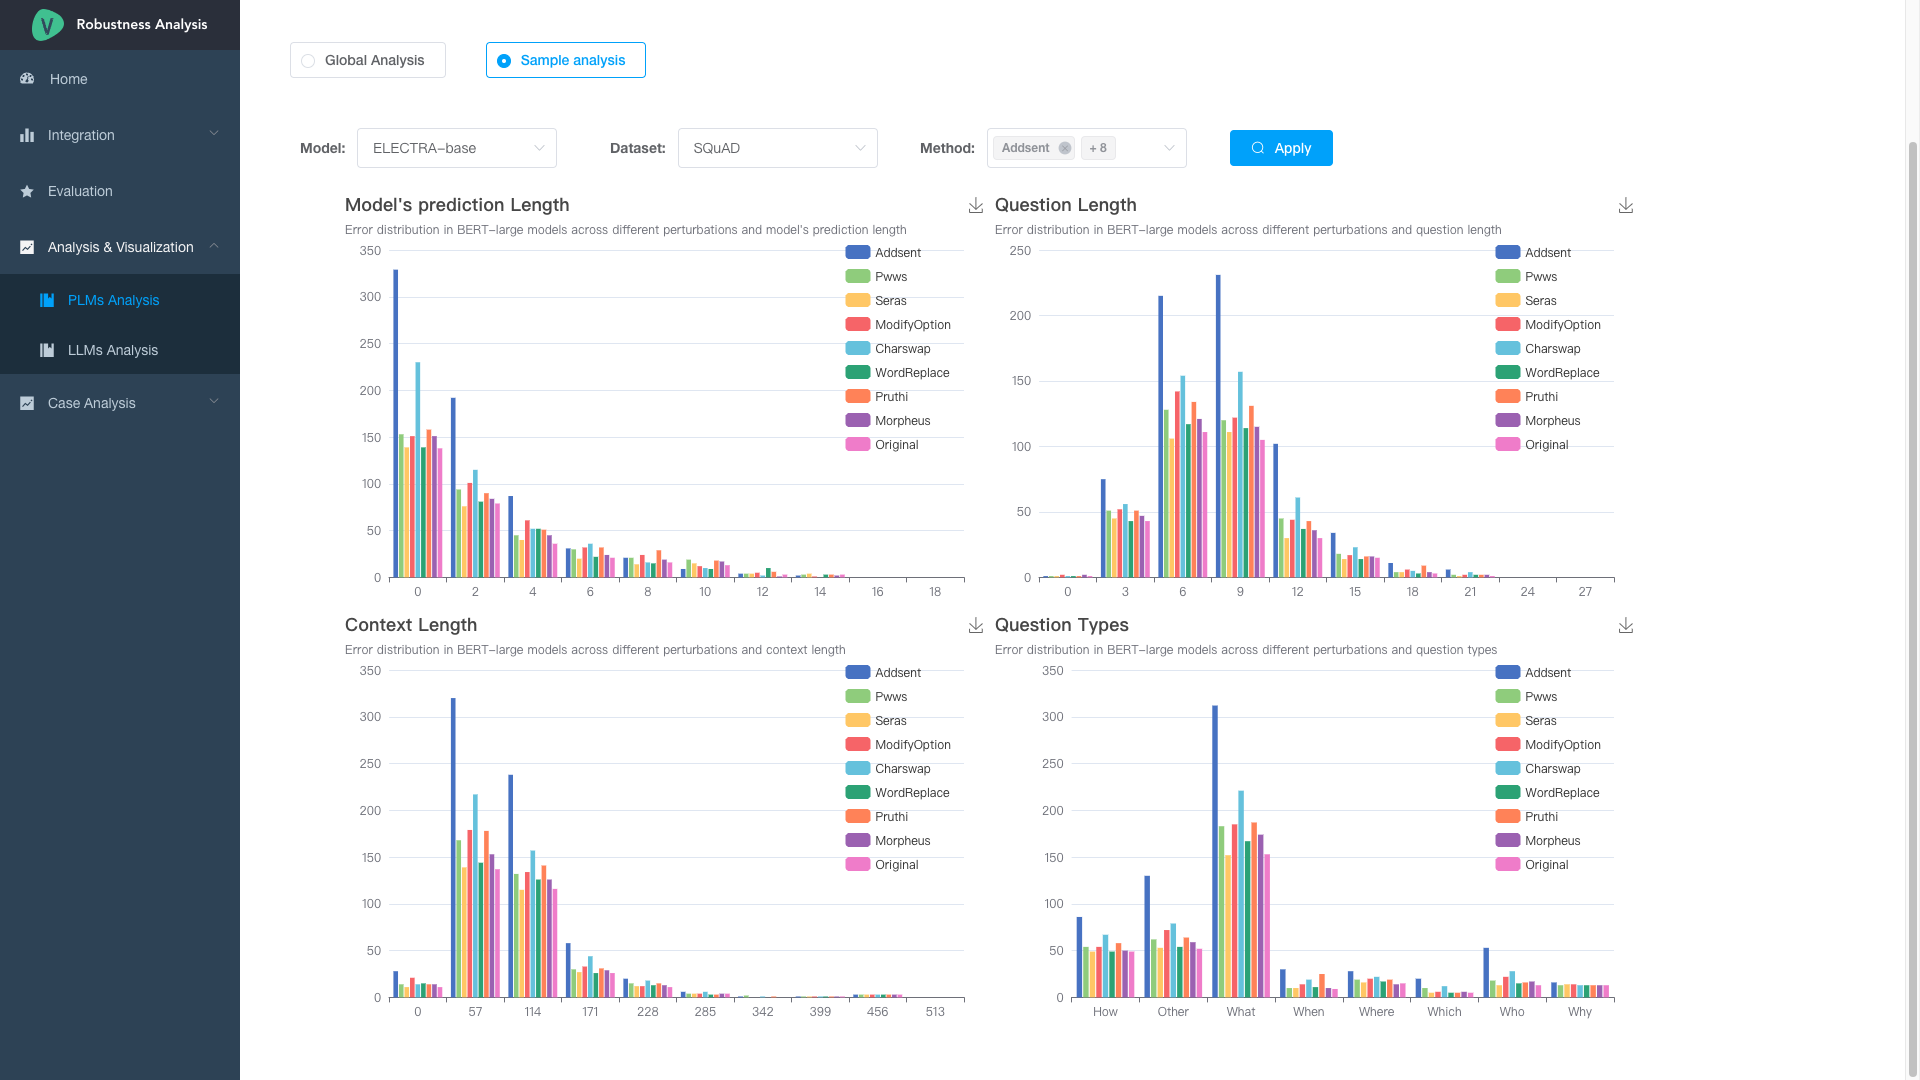 V Robustness Analysis
Home
Integration
Evaluation
Analysis & Visualization
PLMs Analysis
LLMs Analysis
Case Analysis
Global Analysis
Sample analysis
Model: ELECTRA-base
Dataset: SQuAD
Method: Addsent + 8
Apply
Model's prediction Length
Error distribution in BERT-large models across different perturbations and model's prediction length
350
300
250
200
150
100
50
0
0 2 4 6 8 10 12 14 16 18
Addsent
Pwws
Seras
ModifyOption
Charswap
WordReplace
Pruthi
Morpheus
Original
Question Length
Error distribution in BERT-large models across different perturbations and question length
250
200
150
100
50
0
0 3 6 9 12 15 18 21 24 27
Addsent
Pwws
Seras
ModifyOption
Charswap
WordReplace
Pruthi
Morpheus
Original
Context Length
Error distribution in BERT-large models across different perturbations and context length
350
300
250
200
150
100
50
0
0 57 114 171 228 285 342 399 456 513
Addsent
Pwws
Seras
ModifyOption
Charswap
WordReplace
Pruthi
Morpheus
Original
Question Types
Error distribution in BERT-large models across different perturbations and question types
350
300
250
200
150
100
50
0
How Other What When Where Which Who Why
Addsent
Pwws
Seras
ModifyOption
Charswap
WordReplace
Pruthi
Morpheus
Original